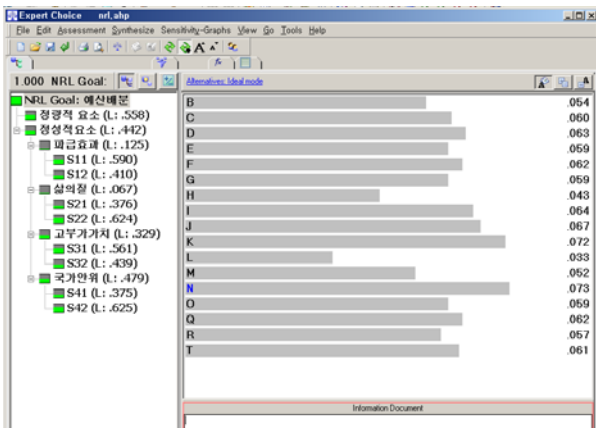 Expert Choice nrl.ahp
File Edit Assessment Synthesize Sensitivity-Graphs View Go Tools Help
1.000 NRL Goal:
Alternatives: Ideal mode
NRL Goal: 예산배분
정량적 요소 (L: .558)
정성적요소 (L: .442)
파급효과 (L: .125)
S11 (L: .590)
S12 (L: .410)
삶의질 (L: .067)
S21 (L: .376)
S22 (L: .624)
고부가가치 (L: .329)
S31 (L: .561)
S32 (L: .439)
국가안위 (L: .479)
S41 (L: .375)
S42 (L: .625)
B .054
C .060
D .063
E .059
F .062
G .059
H .043
I .064
J .067
K .072
L .033
M .052
N .073
O .059
Q .062
R .057
T .061
Information Document